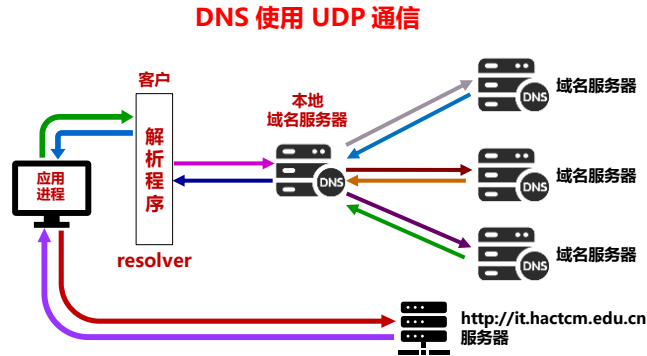 DNS 使用 UDP 通信
客户
解析程序
resolver
应用
进程
本地
域名服务器
DNS
DNS
域名服务器
DNS
域名服务器
DNS
域名服务器
http://it.hactcm.edu.cn
服务器